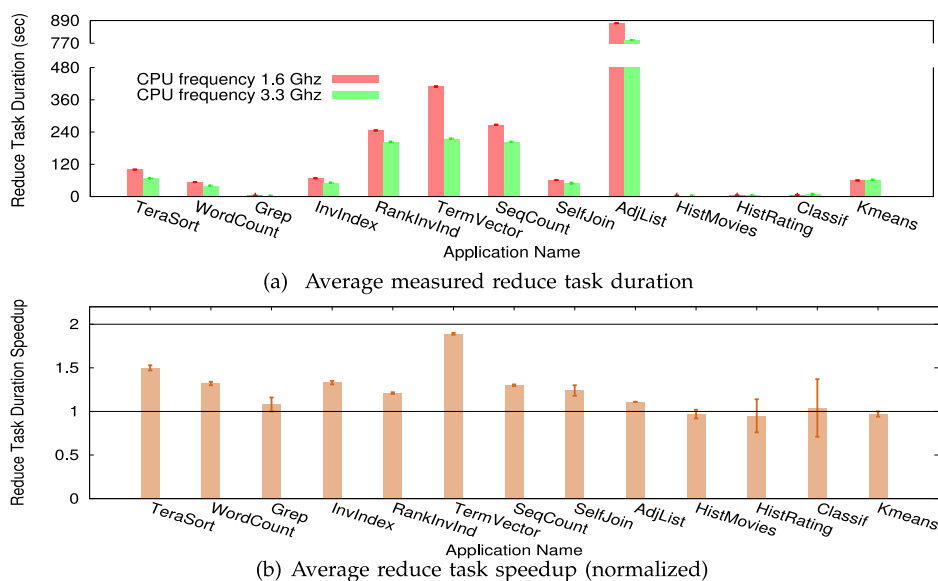 Reduce Task Duration (sec)
890
770
480
360
240
120
0
CPU frequency 1.6 Ghz
CPU frequency 3.3 Ghz
TeraSort
WordCount
Grep
InvIndex
RankInvInd
TermVector
SeqCount
SelfJoin
AdjList
HistMovies
HistRating
Classif
Kmeans
Application Name
(a) Average measured reduce task duration
Reduce Task Duration Speedup
2
1.5
1
0.5
0
TeraSort
WordCount
Grep
InvIndex
RankInvInd
TermVector
SeqCount
SelfJoin
AdjList
HistMovies
HistRating
Classif
Kmeans
Application Name
(b) Average reduce task speedup (normalized)